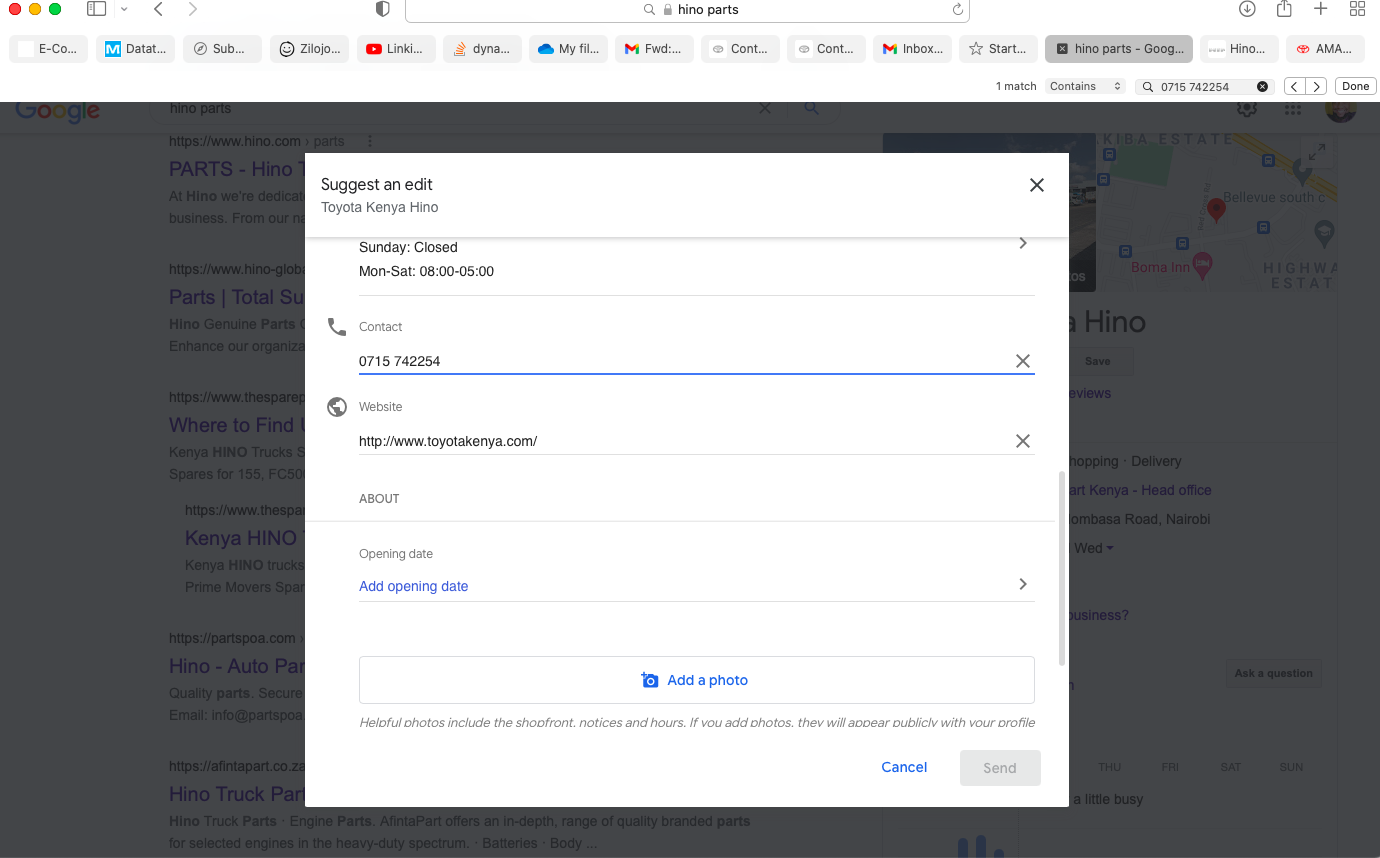 hino parts
E-Co...
Datat...
Sub...
Zilojo...
Linki...
dyna...
My fil...
Fwd:...
Cont...
Cont...
Inbox...
Start...
hino parts - Goog...
Hino...
AMA...
1 match
Contains
0715 742254
Done
Google
hino parts
https://www.hino.com › parts
PARTS - Hino T
At Hino we're dedicate
business. From our na
https://www.hino-globa
Parts | Total Su
Hino Genuine Parts
Enhance our organiza
https://www.thesparep
Where to Find
Kenya HINO Trucks S
Spares for 155, FC500
https://www.thespar
Kenya HINO
Kenya HINO trucks
Prime Movers Spar
https://partspoa.com ›
Hino - Auto Par
Quality parts. Secure
Email: info@partspoa.
https://afintapart.co.za
Hino Truck Part
Hino Truck Parts · Engine Parts. AfintaPart offers an in-depth, range of quality branded parts
for selected engines in the heavy-duty spectrum. · Batteries · Body ...
Suggest an edit
Toyota Kenya Hino
Sunday: Closed
Mon-Sat: 08:00-05:00
Contact
0715 742254
Website
http://www.toyotakenya.com/
ABOUT
Opening date
Add opening date
Add a photo
Helpful photos include the shopfront, notices and hours. If you add photos, they will appear publicly with your profile
Cancel
Send
KIBA ESTATE
Bellevue south c
Boma Inn
HIGHWA
ESTAT
tos
a Hino
Save
eviews
hopping · Delivery
art Kenya - Head office
ombasa Road, Nairobi
Wed
business?
Ask a question
THU
FRI
SAT
SUN
a little busy